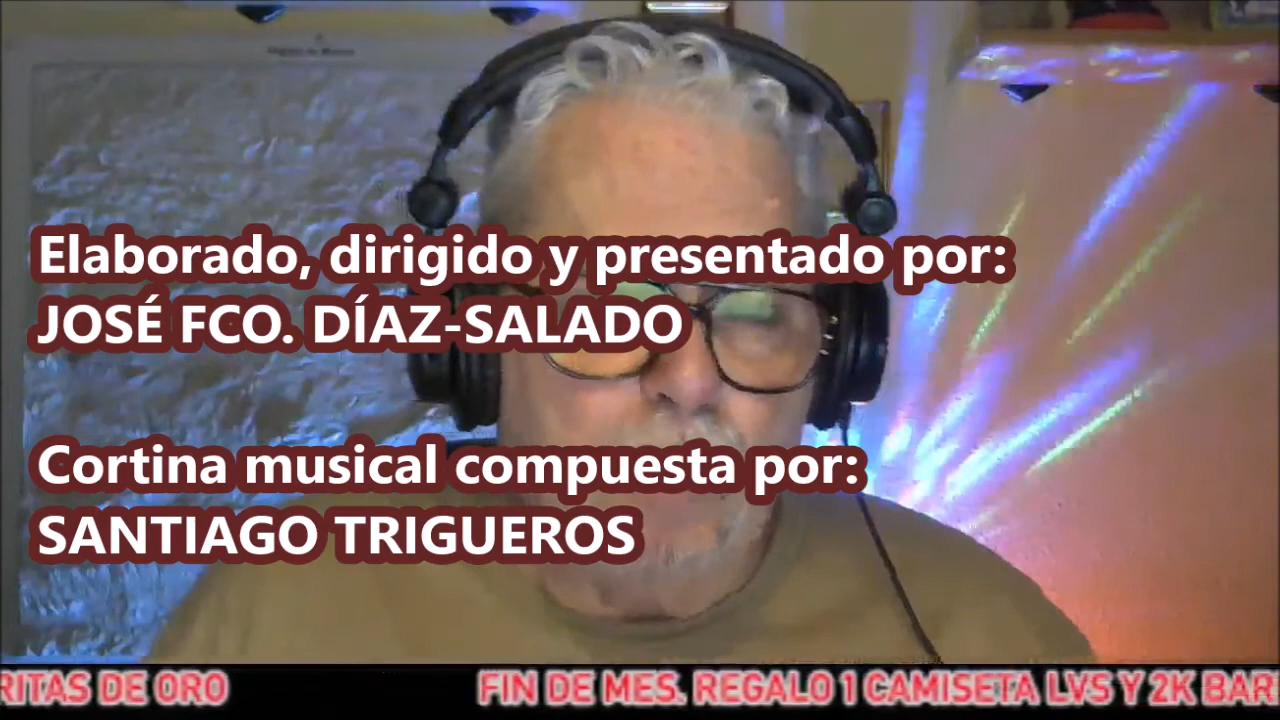 Elaborado, dirigido y presentado por:
JOSÉ FCO. DÍAZ-SALADO
Cortina musical compuesta por:
SANTIAGO TRIGUEROS
RITAS DE ORO FIN DE MES. REGALO 1 CAMISETA LVS Y 2K BAR